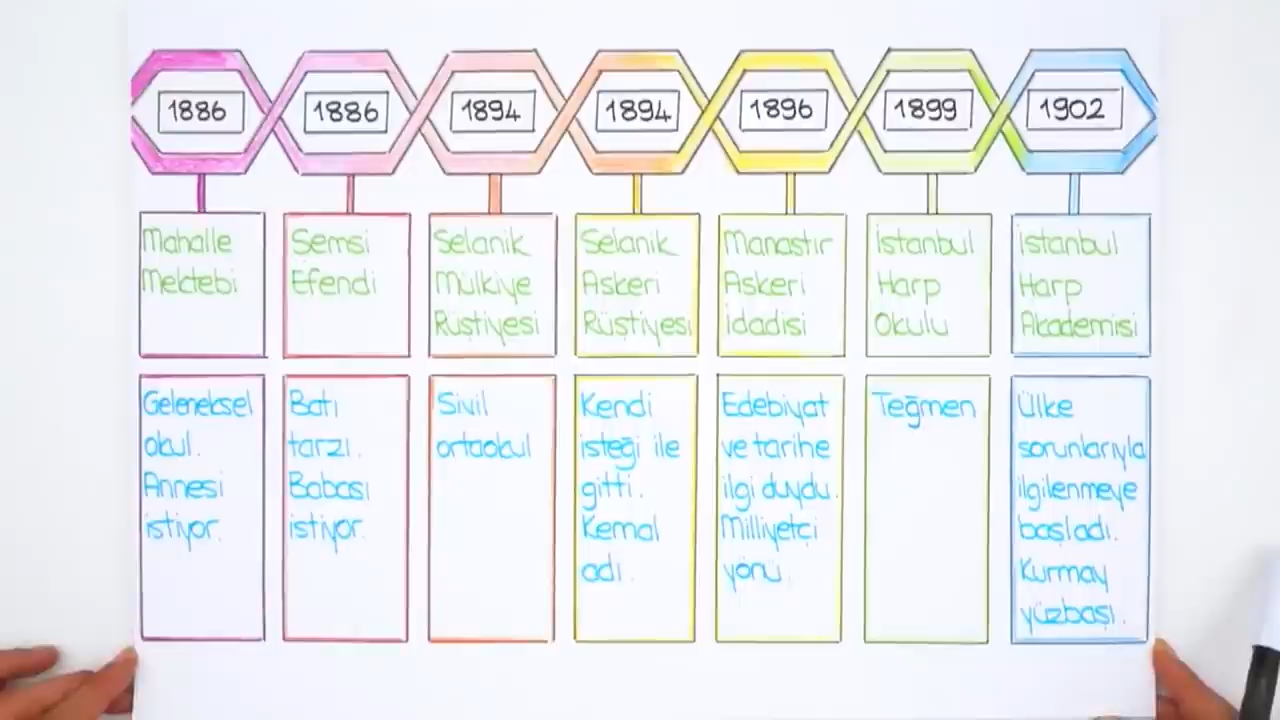 1886
1886
1894
1894
1896
1899
1902
Mahalle
Mektebi
Şemsi
Efendi
Selanik
Mülkiye
Rüştiyesi
Selanik
Askeri
Rüştiyesi
Manastır
Askeri
İdadisi
İstanbul
Harp
Okulu
İstanbul
Harp
Akademisi
Geleneksel
okul.
Annesi
istiyor.
Batı
tarzı.
Babası
istiyor.
Sivil
ortaokul
Kendi
isteği ile
gitti.
Kemal
adı.
Edebiyat
ve tarihe
ilgi duydu.
Milliyetçi
yönü.
Teğmen
Ülke
sorunlarıyla
ilgilenmeye
başladı.
Kurmay
yüzbaşı.